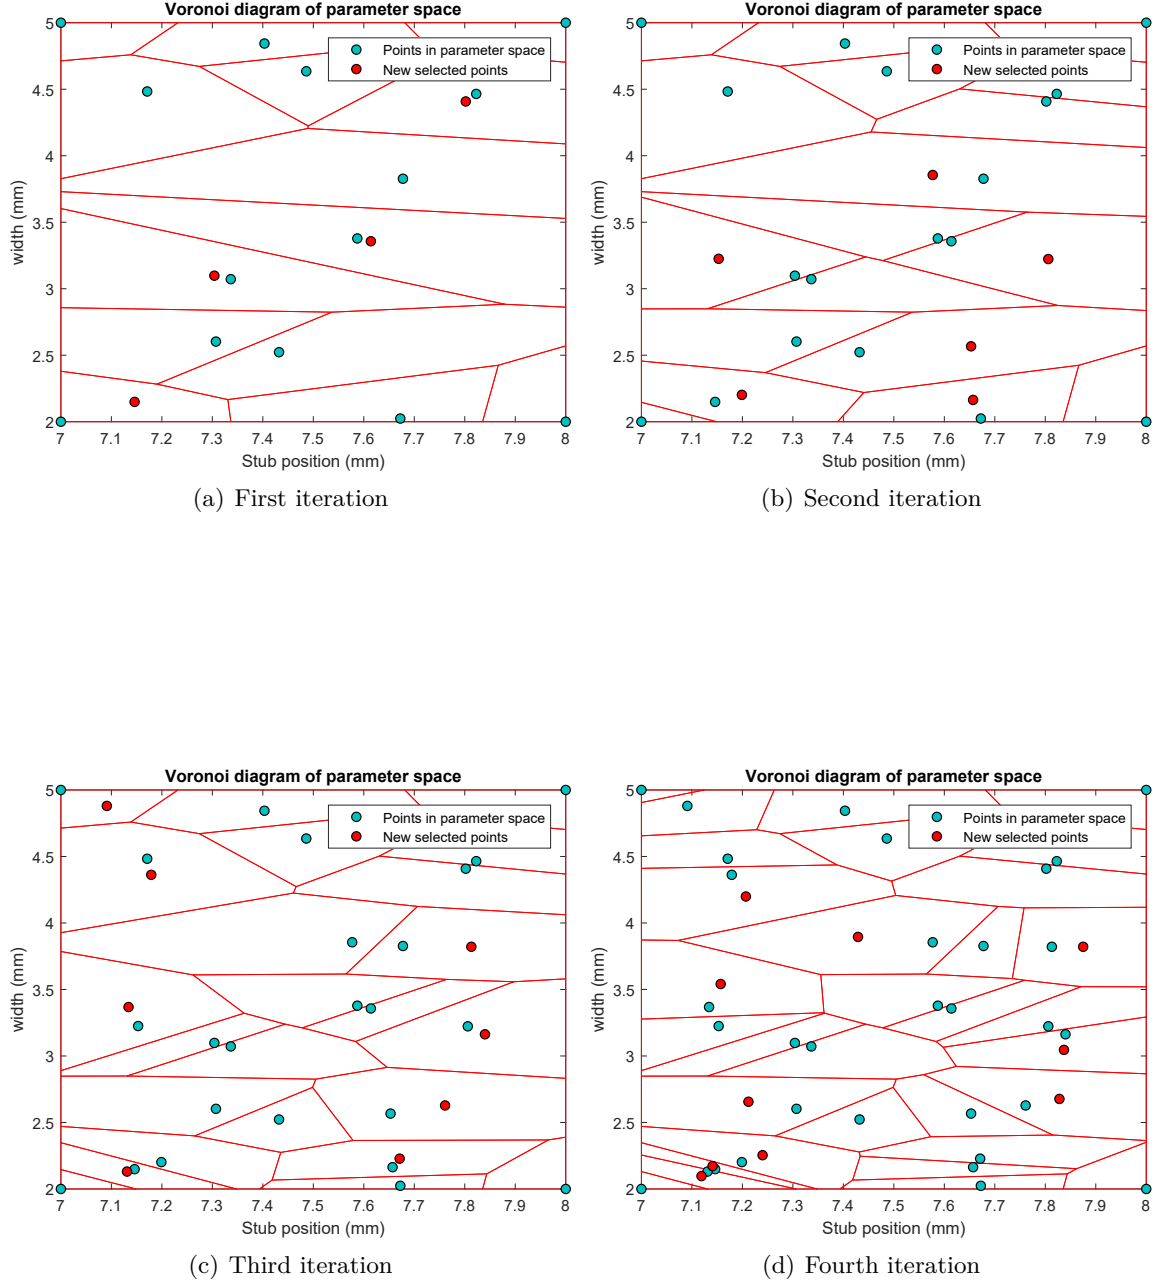 Voronoi diagram of parameter space
Points in parameter space
New selected points
5
4.5
4
3.5
3
2.5
2
width (mm)
7 7.1 7.2 7.3 7.4 7.5 7.6 7.7 7.8 7.9 8
Stub position (mm)
(a) First iteration
Voronoi diagram of parameter space
Points in parameter space
New selected points
5
4.5
4
3.5
3
2.5
2
width (mm)
7 7.1 7.2 7.3 7.4 7.5 7.6 7.7 7.8 7.9 8
Stub position (mm)
(b) Second iteration
Voronoi diagram of parameter space
Points in parameter space
New selected points
5
4.5
4
3.5
3
2.5
2
width (mm)
7 7.1 7.2 7.3 7.4 7.5 7.6 7.7 7.8 7.9 8
Stub position (mm)
(c) Third iteration
Voronoi diagram of parameter space
Points in parameter space
New selected points
5
4.5
4
3.5
3
2.5
2
width (mm)
7 7.1 7.2 7.3 7.4 7.5 7.6 7.7 7.8 7.9 8
Stub position (mm)
(d) Fourth iteration